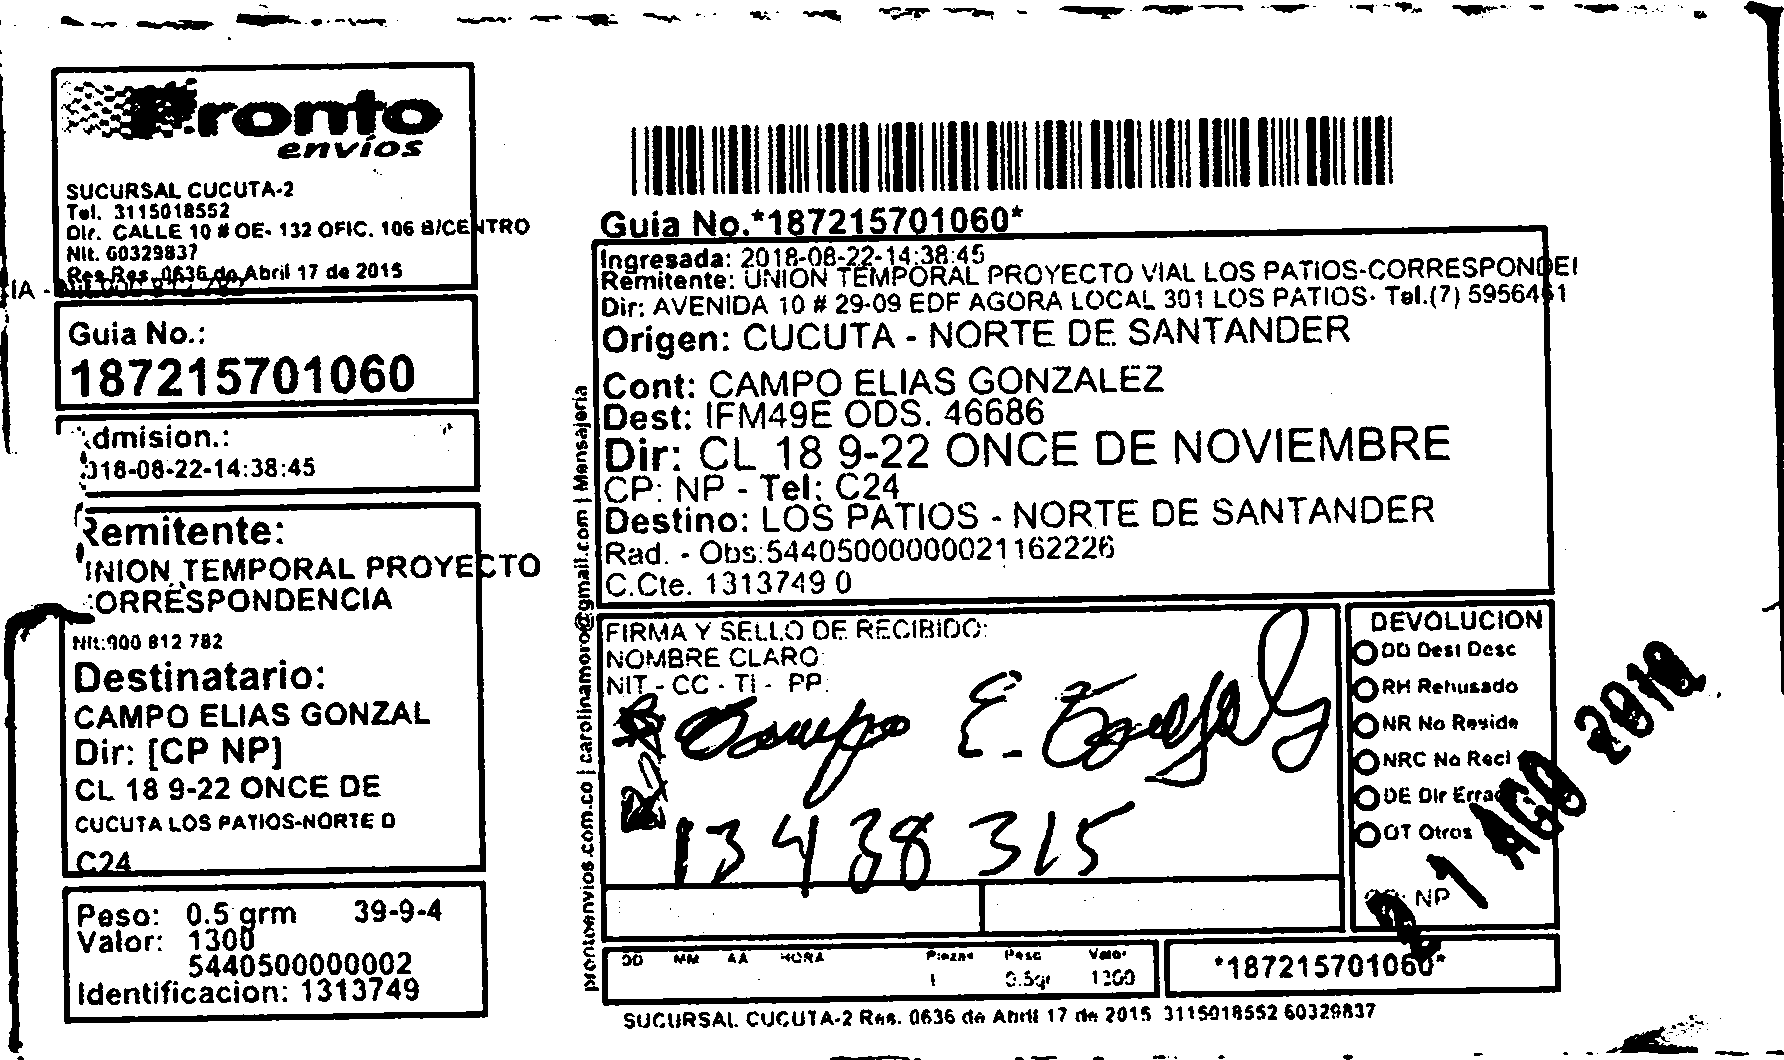 Pronto
envíos
SUCURSAL CUCUTA-2
Tel. 3115018552
Dir. CALLE 10 # OE- 132 OFIC. 106 B/CENTRO
Nit. 60329837
Res.Res. 0636 de Abril 17 de 2015
Guia No.:
187215701060
dmision.:
018-08-22-14:38:45
Remitente:
UNION TEMPORAL PROYECTO
CORRESPONDENCIA
Nit:900 812 782
Destinatario:
CAMPO ELIAS GONZAL
Dir: [CP NP]
CL 18 9-22 ONCE DE
CUCUTA LOS PATIOS-NORTE D
C24
Peso: 0.5 grm 39-9-4
Valor: 1300
5440500000002
Identificacion: 1313749
prontoenvios.com.co | carolinamoro@gmail.com | Mensajeria
Guia No.*187215701060*
Ingresada: 2018-08-22-14:38:45
Remitente: UNION TEMPORAL PROYECTO VIAL LOS PATIOS-CORRESPONDEI
Dir: AVENIDA 10 # 29-09 EDF AGORA LOCAL 301 LOS PATIOS- Tel.(7) 5956461
Origen: CUCUTA - NORTE DE SANTANDER
Cont: CAMPO ELIAS GONZALEZ
Dest: IFM49E ODS. 46686
Dir: CL 18 9-22 ONCE DE NOVIEMBRE
CP: NP - Tel: C24
Destino: LOS PATIOS - NORTE DE SANTANDER
Rad. - Obs:54405000000021162226
C.Cte. 1313749 0
FIRMA Y SELLO DE RECIBIDO:
NOMBRE CLARO:
NIT - CC - TI - PP:
Campo E. Gonzalez
13438315
DEVOLUCION
DD Dest Desc
RH Rehusado
NR No Reside
NRC No Recl
DE Dir Errad
OT Otros
NP
21 AGO 2018
DD MM AA HORA Piezas Peso Valor
1 0.5gr 1300
*187215701060*
SUCURSAL CUCUTA-2 Res. 0636 de Abril 17 de 2015 3115018552 60329837